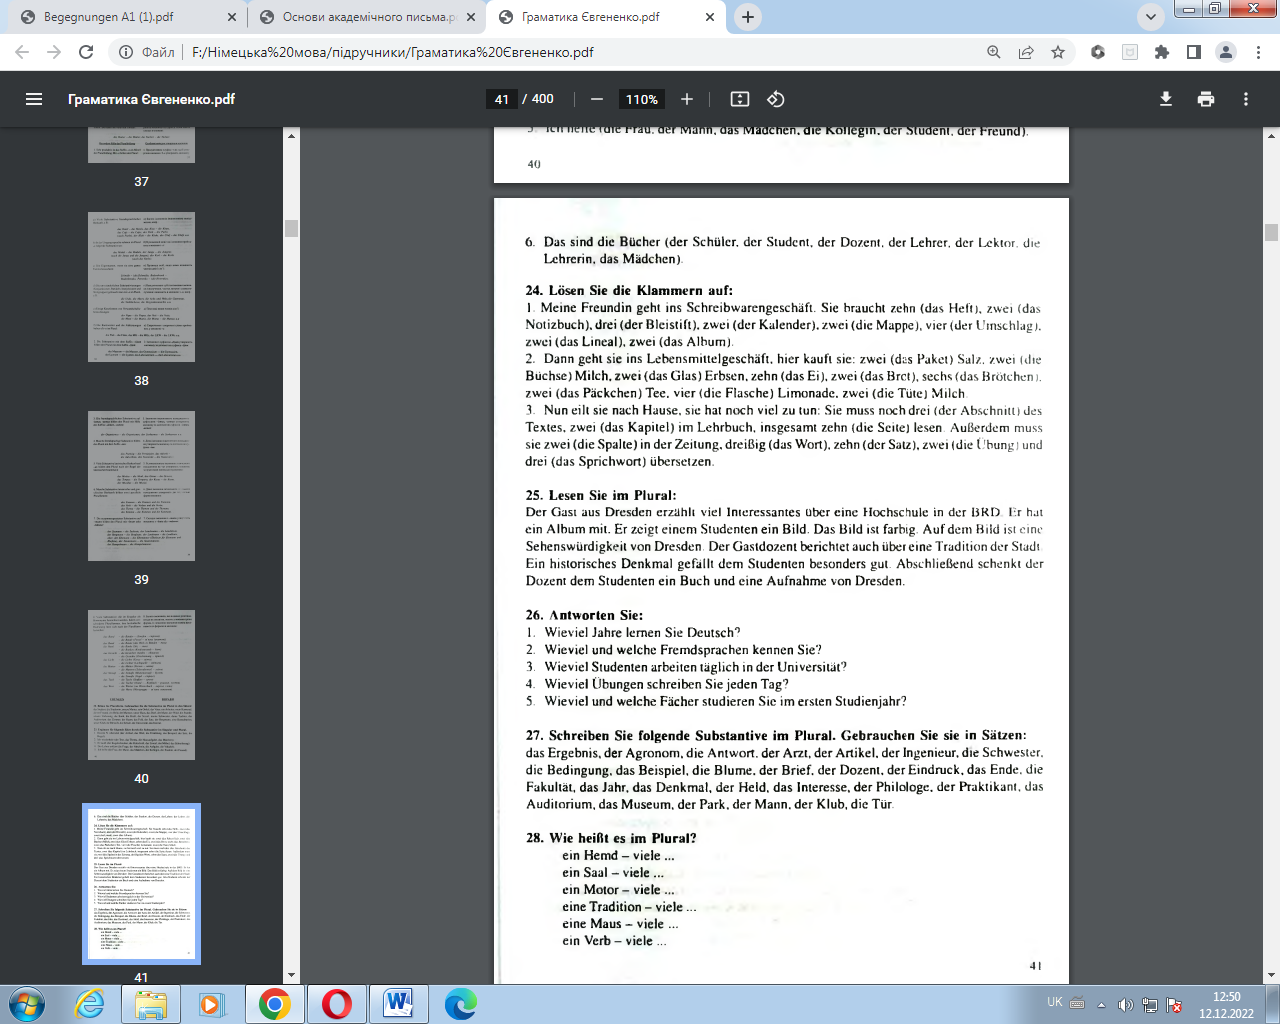 Begegnungen A1 (1).pdf
Основи академічного письма.p
Граматика Євгененко.pdf
Файл
F:/Німецька%20мова/підручники/Граматика%20Євгененко.pdf
Граматика Євгененко.pdf
41 / 400
110%
37
38
39
40
41
5. Ich helfe (die Frau, der Mann, das Mädchen, die Kollegin, der Student, der Freund).
40
6. Das sind die Bücher (der Schüler, der Student, der Dozent, der Lehrer, der Lektor, die
Lehrerin, das Mädchen).
24. Lösen Sie die Klammern auf:
1. Meine Freundin geht ins Schreibwarengeschäft. Sie braucht zehn (das Heft), zwei (das
Notizbuch), drei (der Bleistift), zwei (der Kalender), zwei (die Mappe), vier (der Umschlag),
zwei (das Lineal), zwei (das Album).
2. Dann geht sie ins Lebensmittelgeschäft, hier kauft sie: zwei (das Paket) Salz, zwei (die
Büchse) Milch, zwei (das Glas) Erbsen, zehn (das Ei), zwei (das Brot), sechs (das Brötchen),
zwei (das Päckchen) Tee, vier (die Flasche) Limonade, zwei (die Tüte) Milch.
3. Nun eilt sie nach Hause, sie hat noch viel zu tun: Sie muss noch drei (der Abschnitt) des
Textes, zwei (das Kapitel) im Lehrbuch, insgesamt zehn (die Seite) lesen. Außerdem muss
sie zwei (die Spalte) in der Zeitung, dreißig (das Wort), zehn (der Satz), zwei (die Übung) und
drei (das Sprichwort) übersetzen.
25. Lesen Sie im Plural:
Der Gast aus Dresden erzählt viel Interessantes über eine Hochschule in der BRD. Er hat
ein Album mit. Er zeigt einem Studenten ein Bild. Das Bild ist farbig. Auf dem Bild ist eine
Sehenswürdigkeit von Dresden. Der Gastdozent berichtet auch über eine Tradition der Stadt.
Ein historisches Denkmal gefällt dem Studenten besonders gut. Abschließend schenkt der
Dozent dem Studenten ein Buch und eine Aufnahme von Dresden.
26. Antworten Sie:
1. Wieviel Jahre lernen Sie Deutsch?
2. Wieviel und welche Fremdsprachen kennen Sie?
3. Wieviel Studenten arbeiten täglich in der Universität?
4. Wieviel Übungen schreiben Sie jeden Tag?
5. Wieviel und welche Fächer studieren Sie im ersten Studienjahr?
27. Schreiben Sie folgende Substantive im Plural. Gebrauchen Sie sie in Sätzen:
das Ergebnis, der Agronom, die Antwort, der Arzt, der Artikel, der Ingenieur, die Schwester,
die Bedingung, das Beispiel, die Blume, der Brief, der Dozent, der Eindruck, das Ende, die
Fakultät, das Jahr, das Denkmal, der Held, das Interesse, der Philologe, der Praktikant, das
Auditorium, das Museum, der Park, der Mann, der Klub, die Tür.
28. Wie heißt es im Plural?
ein Hemd – viele ...
ein Saal – viele ...
ein Motor – viele ...
eine Tradition – viele ...
eine Maus – viele ...
ein Verb – viele ...
41
UK
12:50
12.12.2022